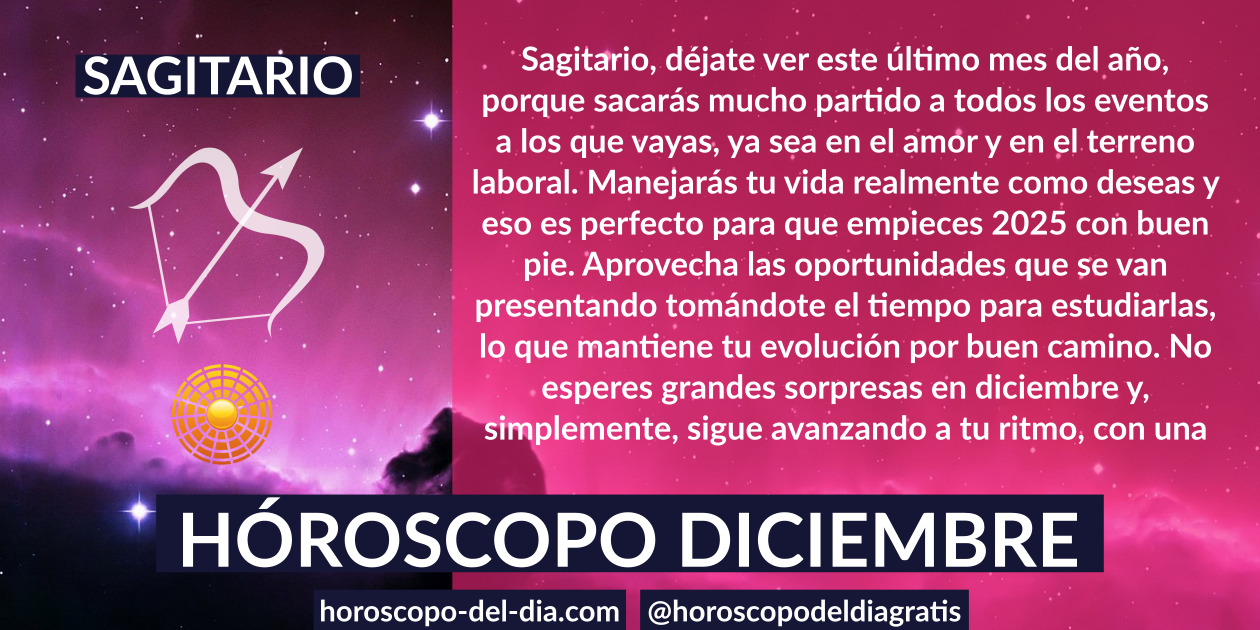 SAGITARIO
Sagitario, déjate ver este último mes del año,
porque sacarás mucho partido a todos los eventos
a los que vayas, ya sea en el amor y en el terreno
laboral. Manejarás tu vida realmente como deseas y
eso es perfecto para que empieces 2025 con buen
pie. Aprovecha las oportunidades que se van
presentando tomándote el tiempo para estudiarlas,
lo que mantiene tu evolución por buen camino. No
esperes grandes sorpresas en diciembre y,
simplemente, sigue avanzando a tu ritmo, con una
HÓROSCOPO DICIEMBRE
horoscopo-del-dia.com
@horoscopodeldiagratis